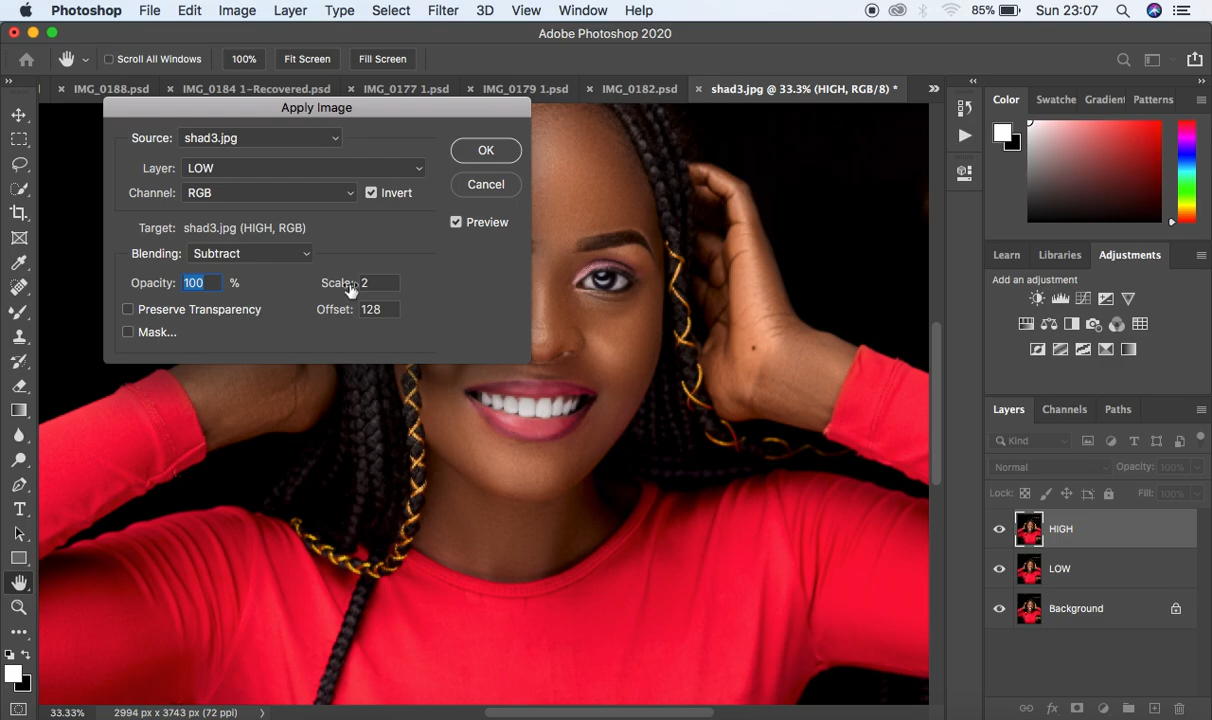 Photoshop File Edit Image Layer Type Select Filter 3D View Window Help 85% Sun 23:07
Adobe Photoshop 2020
Scroll All Windows 100% Fit Screen Fill Screen
IMG_0188.psd IMG_0184 1-Recovered.psd IMG_0177 1.psd IMG_0179 1.psd IMG_0182.psd shad3.jpg @ 33.3% (HIGH, RGB/8) *
Apply Image
Source: shad3.jpg
Layer: LOW
Channel: RGB Invert
Target: shad3.jpg (HIGH, RGB)
Blending: Subtract
Opacity: 100 % Scale: 2
Preserve Transparency Offset: 128
Mask...
OK
Cancel
Preview
Color Swatche Gradient Patterns
Learn Libraries Adjustments
Add an adjustment
Layers Channels Paths
Kind
Normal Opacity: 100%
Lock: Fill: 100%
HIGH
LOW
Background
33.33% 2994 px x 3743 px (72 ppi)